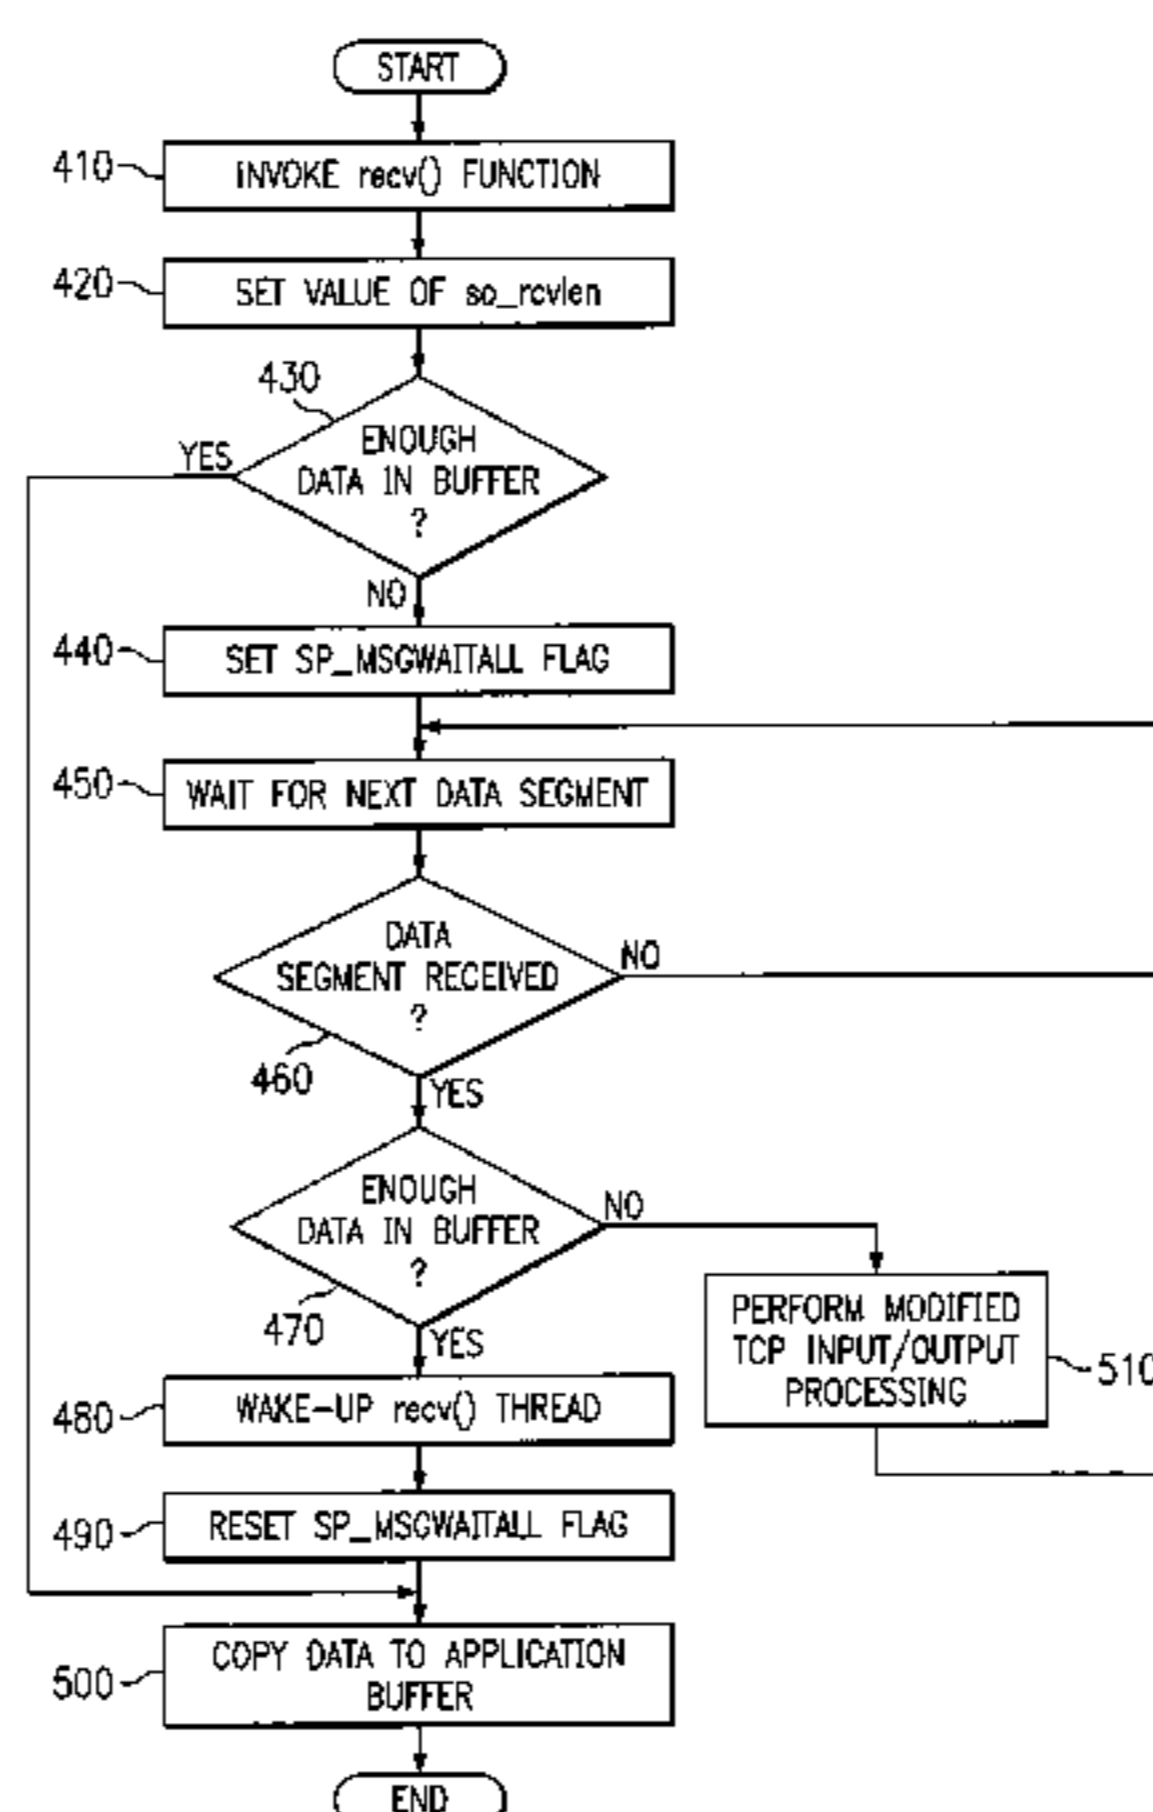 START
410
INVOKE recv() FUNCTION
420
SET VALUE OF so_rcvlen
430
YES
ENOUGH
DATA IN BUFFER
?
NO
440
SET SP_MSGWAITALL FLAG
450
WAIT FOR NEXT DATA SEGMENT
DATA
SEGMENT RECEIVED
?
NO
460
YES
ENOUGH
DATA IN BUFFER
?
NO
470
YES
PERFORM MODIFIED
TCP INPUT/OUTPUT
PROCESSING
510
480
WAKE-UP recv() THREAD
490
RESET SP_MSGWAITALL FLAG
500
COPY DATA TO APPLICATION
BUFFER
END